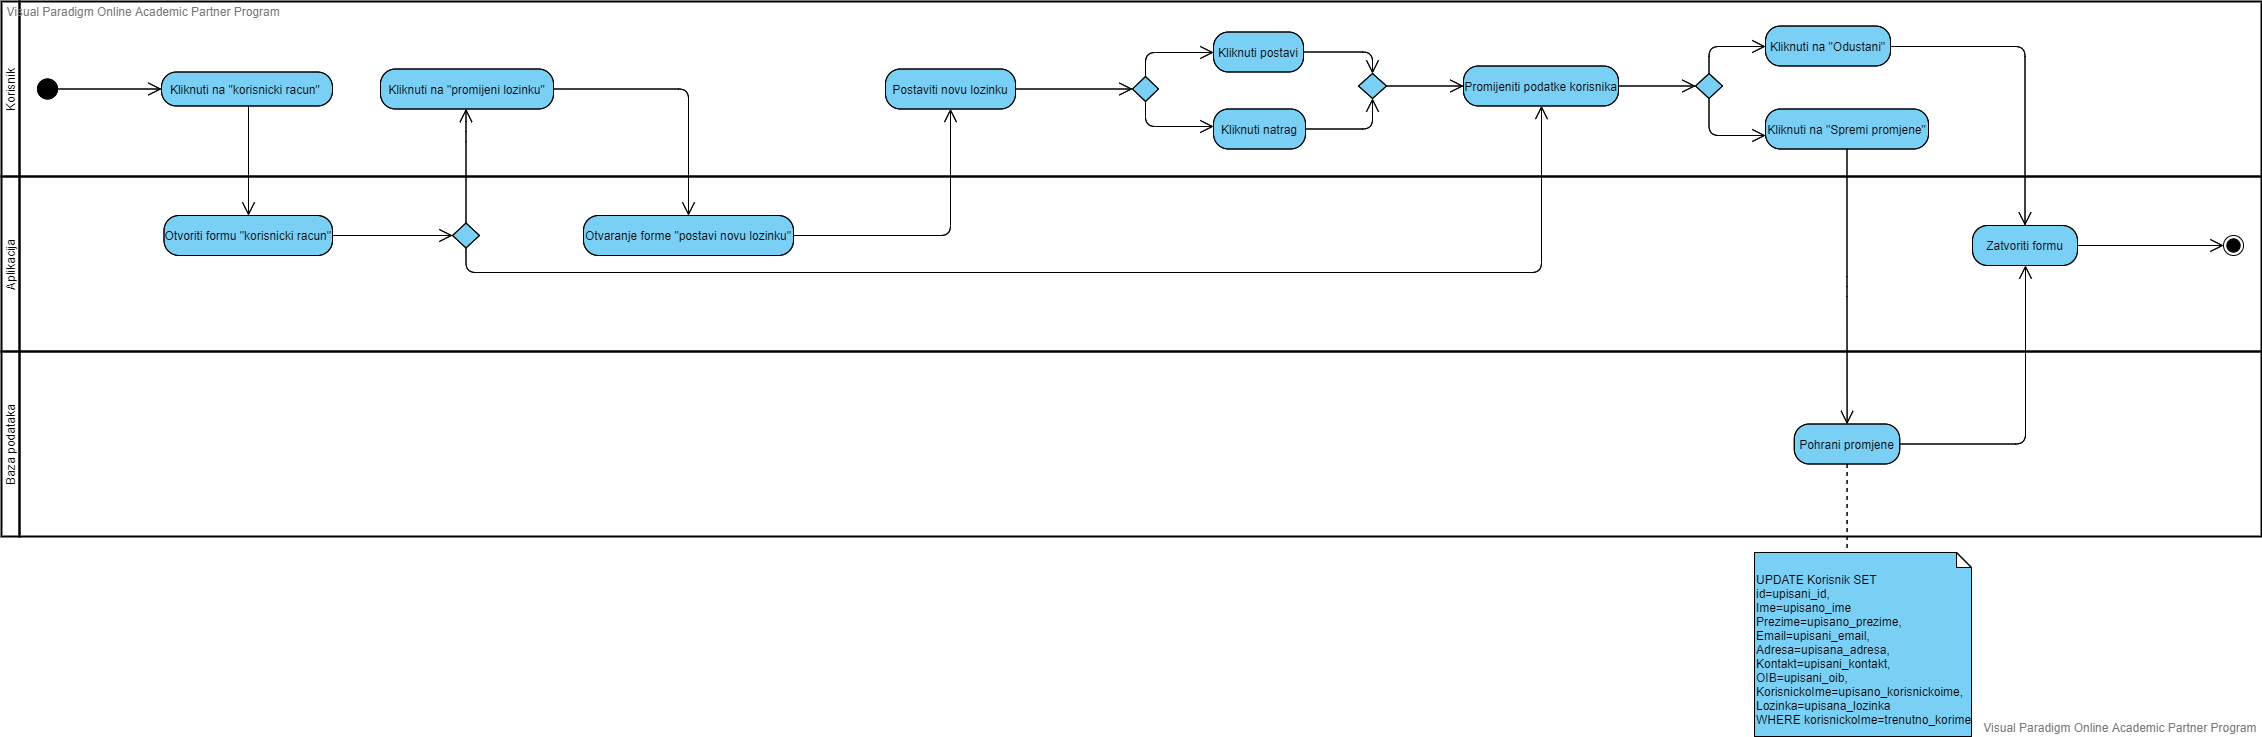 Visual Paradigm Online Academic Partner Program
Korisnik
Kliknuti na "korisnicki racun"
Kliknuti na "promijeni lozinku"
Postaviti novu lozinku
Kliknuti postavi
Kliknuti natrag
Promijeniti podatke korisnika
Kliknuti na "Odustani"
Kliknuti na "Spremi promjene"
Aplikacija
Otvoriti formu "korisnicki racun"
Otvaranje forme "postavi novu lozinku"
Zatvoriti formu
Baza podataka
Pohrani promjene
UPDATE Korisnik SET
id=upisani_id,
Ime=upisano_ime
Prezime=upisano_prezime,
Email=upisani_email,
Adresa=upisana_adresa,
Kontakt=upisani_kontakt,
OIB=upisani_oib,
KorisnickoIme=upisano_korisnickoime,
Lozinka=upisana_lozinka
WHERE korisnickoIme=trenutno_korime
Visual Paradigm Online Academic Partner Program